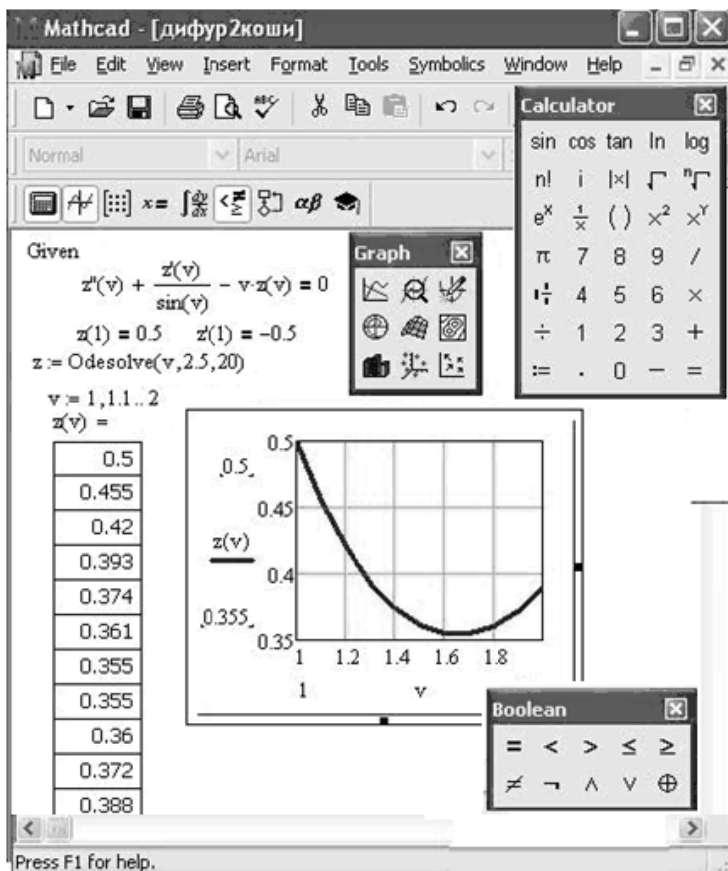 Mathcad - [дифур2коши]
File Edit View Insert Format Tools Symbolics Window Help
Normal Arial
Calculator
sin cos tan ln log
n! i |×| √ ⁿ√
eˣ 1/x ( ) ×² ×ʸ
π 7 8 9 /
4 5 6 ×
÷ 1 2 3 +
:= . 0 − =
Given
z''(v) + z'(v)/sin(v) − v·z(v) = 0
z(1) = 0.5 z'(1) = −0.5
z := Odesolve(v,2.5,20)
v := 1,1.1.. 2
z(v) =
0.5
0.455
0.42
0.393
0.374
0.361
0.355
0.355
0.36
0.372
0.388
Graph
0.5
0.5
0.45
z(v)
0.4
0.355
0.35
1 1.2 1.4 1.6 1.8
1 v
Boolean
= < > ≤ ≥
≠ ¬ ∧ ∨ ⊕
Press F1 for help.